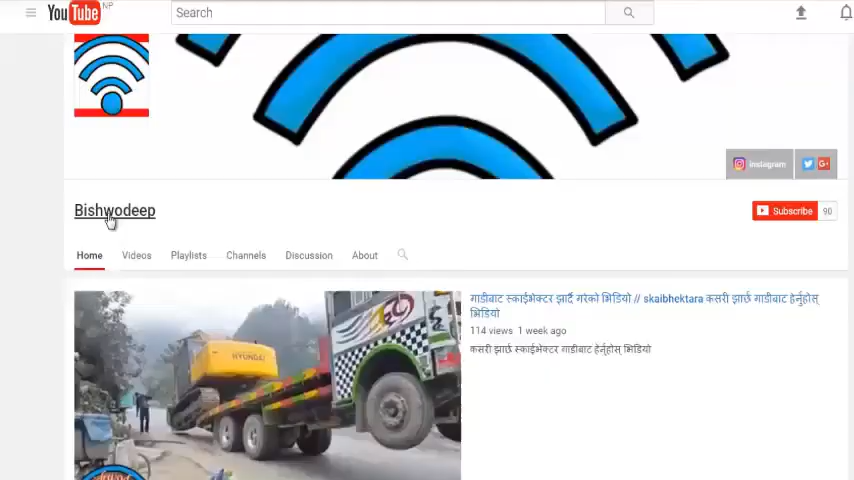 YouTube NP
Search
Instagram
Bishwodeep
Subscribe 90
Home Videos Playlists Channels Discussion About
गाडीबाट स्काईभेक्टर झार्दै गरेको भिडियो // skaibhektara कसरी झार्छ गाडीबाट हेर्नुहोस्
भिडियो
114 views 1 week ago
कसरी झार्छ स्काईभेक्टर गाडीबाट हेर्नुहोस् भिडियो
HYUNDAI